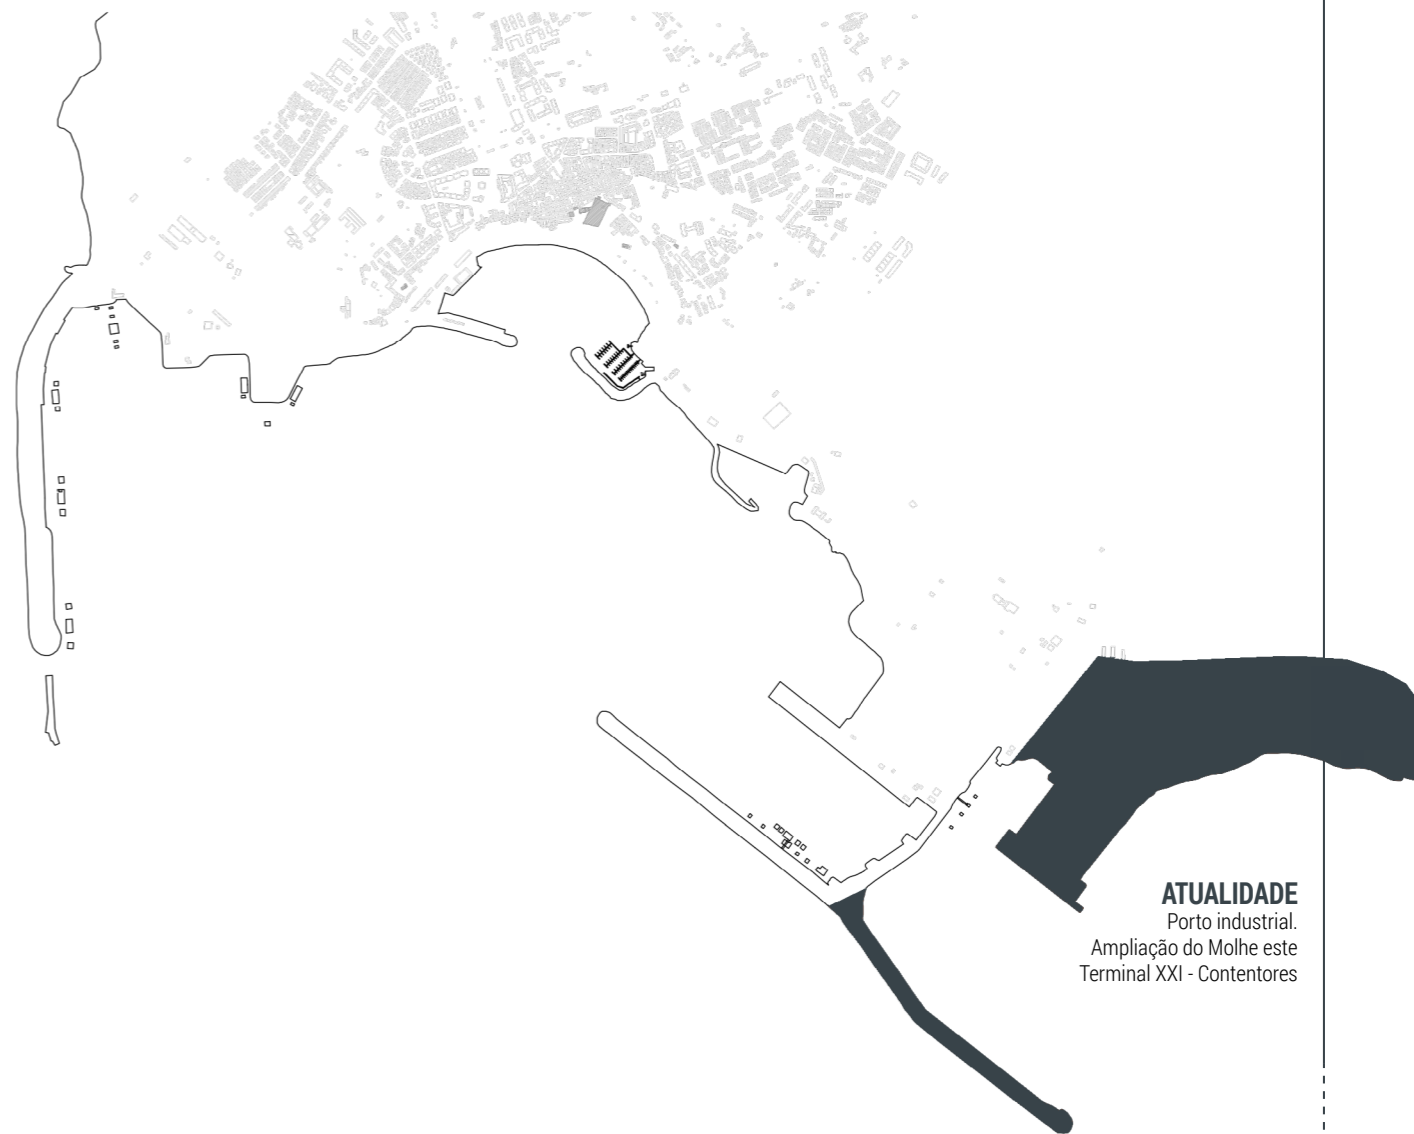 ATUALIDADE
Porto industrial.
Ampliação do Molhe este
Terminal XXI - Contentores